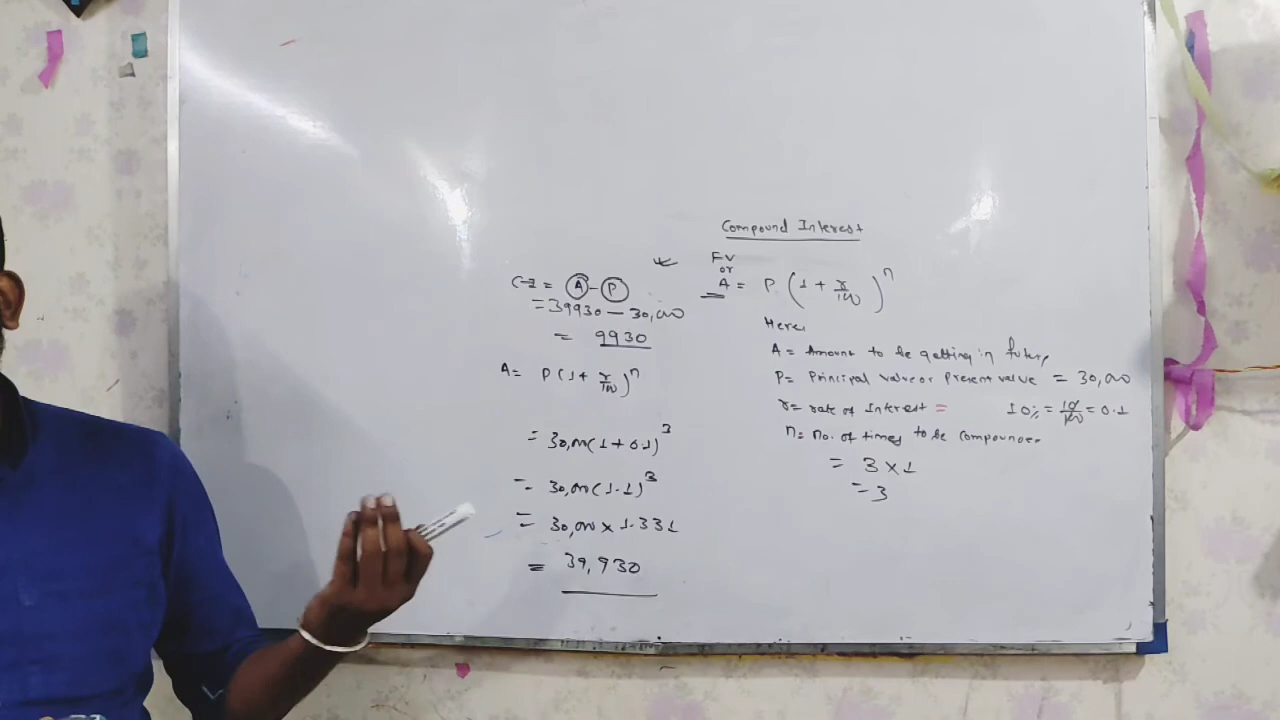 Compound Interest
FV
or
A = P (1 + r/100)^n
Here,
A = Amount to be getting in future
P = Principal value or Present value = 30,000
r = rate of Interest = 10% = 10/100 = 0.1
n = No. of times to be compounded
= 3 × 1
= 3
C-I = A - P
= 39930 - 30,000
= 9930
A = P (1 + r/100)^n
= 30,000 (1 + 0.1)^3
= 30,000 (1.1)^3
= 30,000 × 1.331
= 39,930